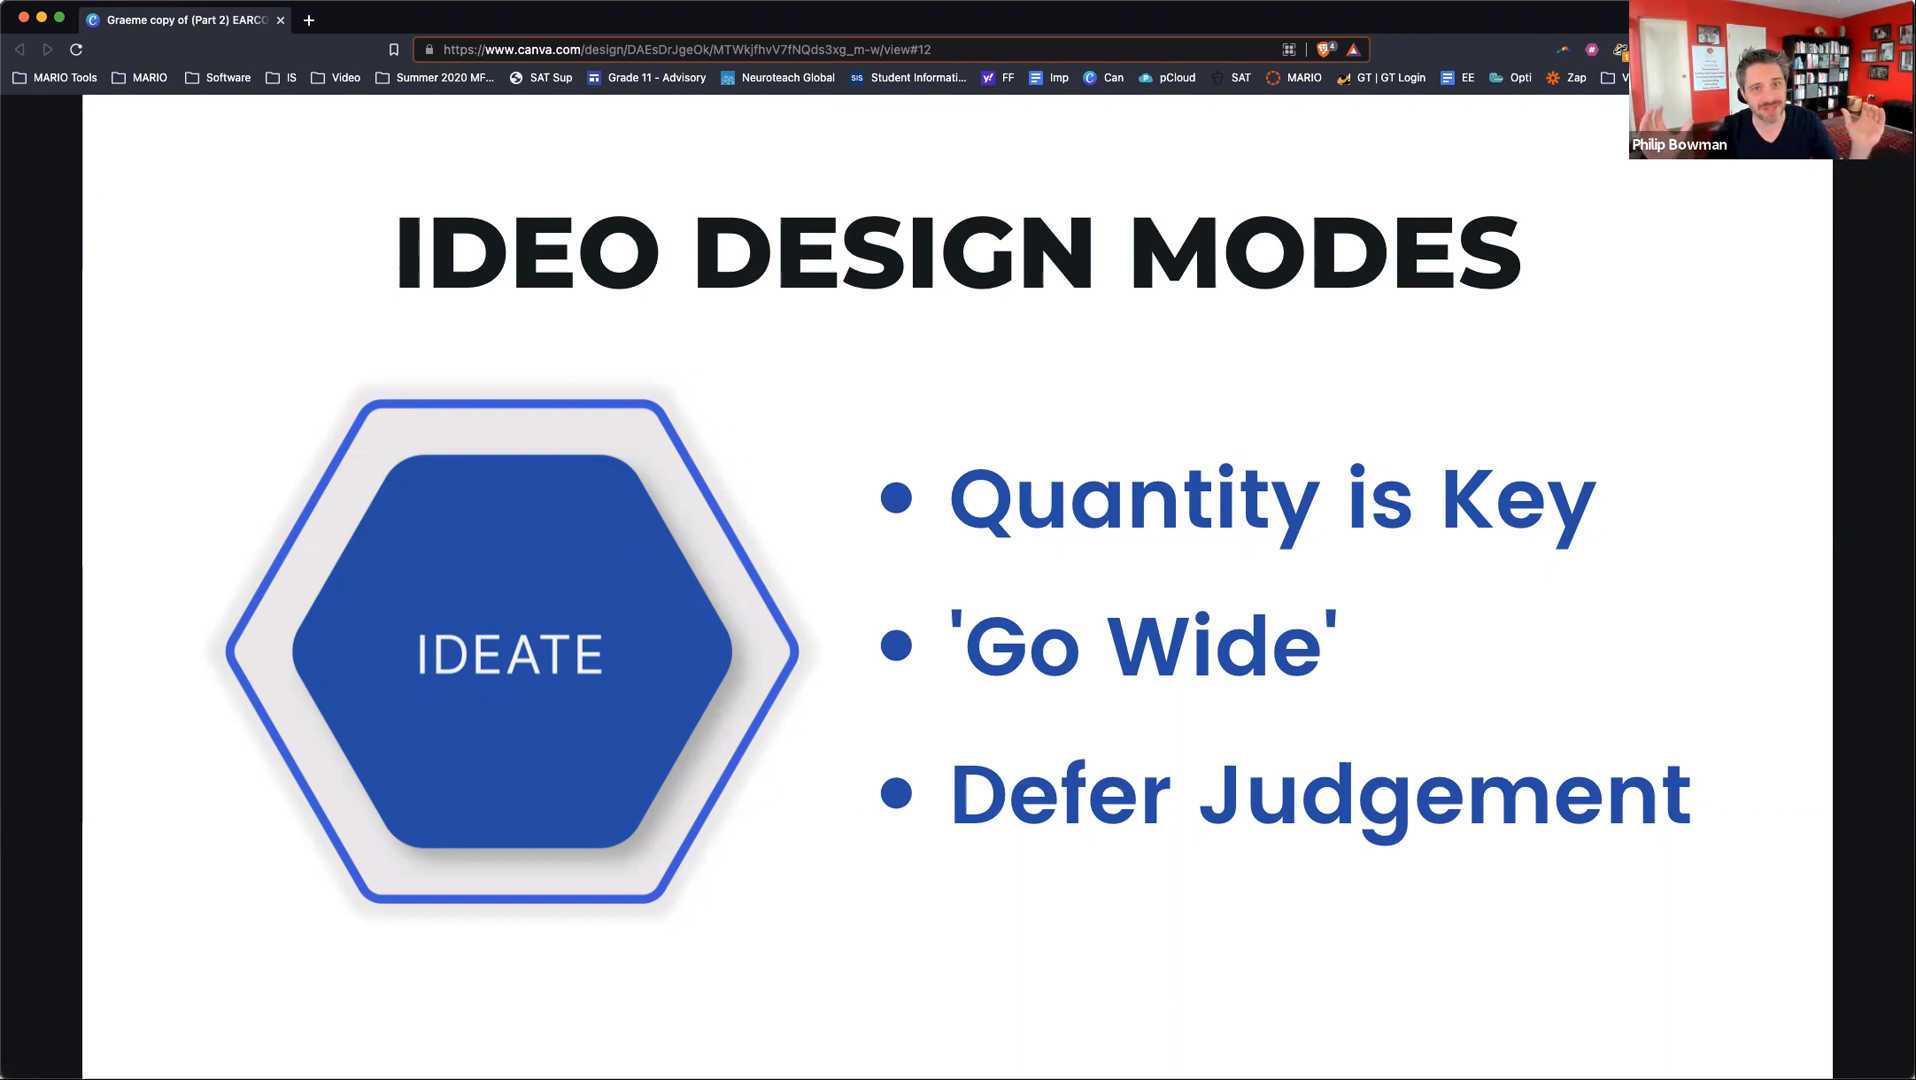 Graeme copy of (Part 2) EARCO
https://www.canva.com/design/DAEsDrJgeOk/MTWkjfhvV7fNQds3xg_m-w/view#12
4
MARIO Tools MARIO Software IS Video Summer 2020 MF... SAT Sup Grade 11 - Advisory Neuroteach Global SIS Student Informati... FF Imp Can pCloud SAT MARIO GT | GT Login EE Opti Zap V
Philip Bowman
IDEO DESIGN MODES
IDEATE
• Quantity is Key
• 'Go Wide'
• Defer Judgement